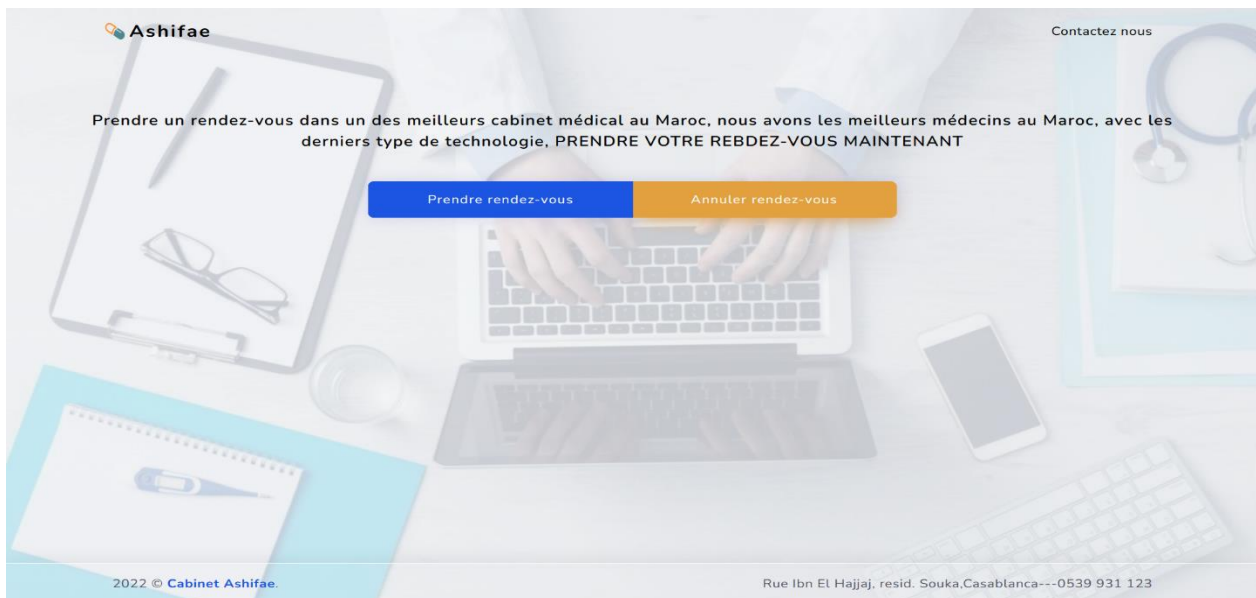 Ashifae
Contactez nous
Prendre un rendez-vous dans un des meilleurs cabinet médical au Maroc, nous avons les meilleurs médecins au Maroc, avec les
derniers type de technologie, PRENDRE VOTRE REBDEZ-VOUS MAINTENANT
Prendre rendez-vous
Annuler rendez-vous
2022 © Cabinet Ashifae.
Rue Ibn El Hajjaj, resid. Souka,Casablanca---0539 931 123